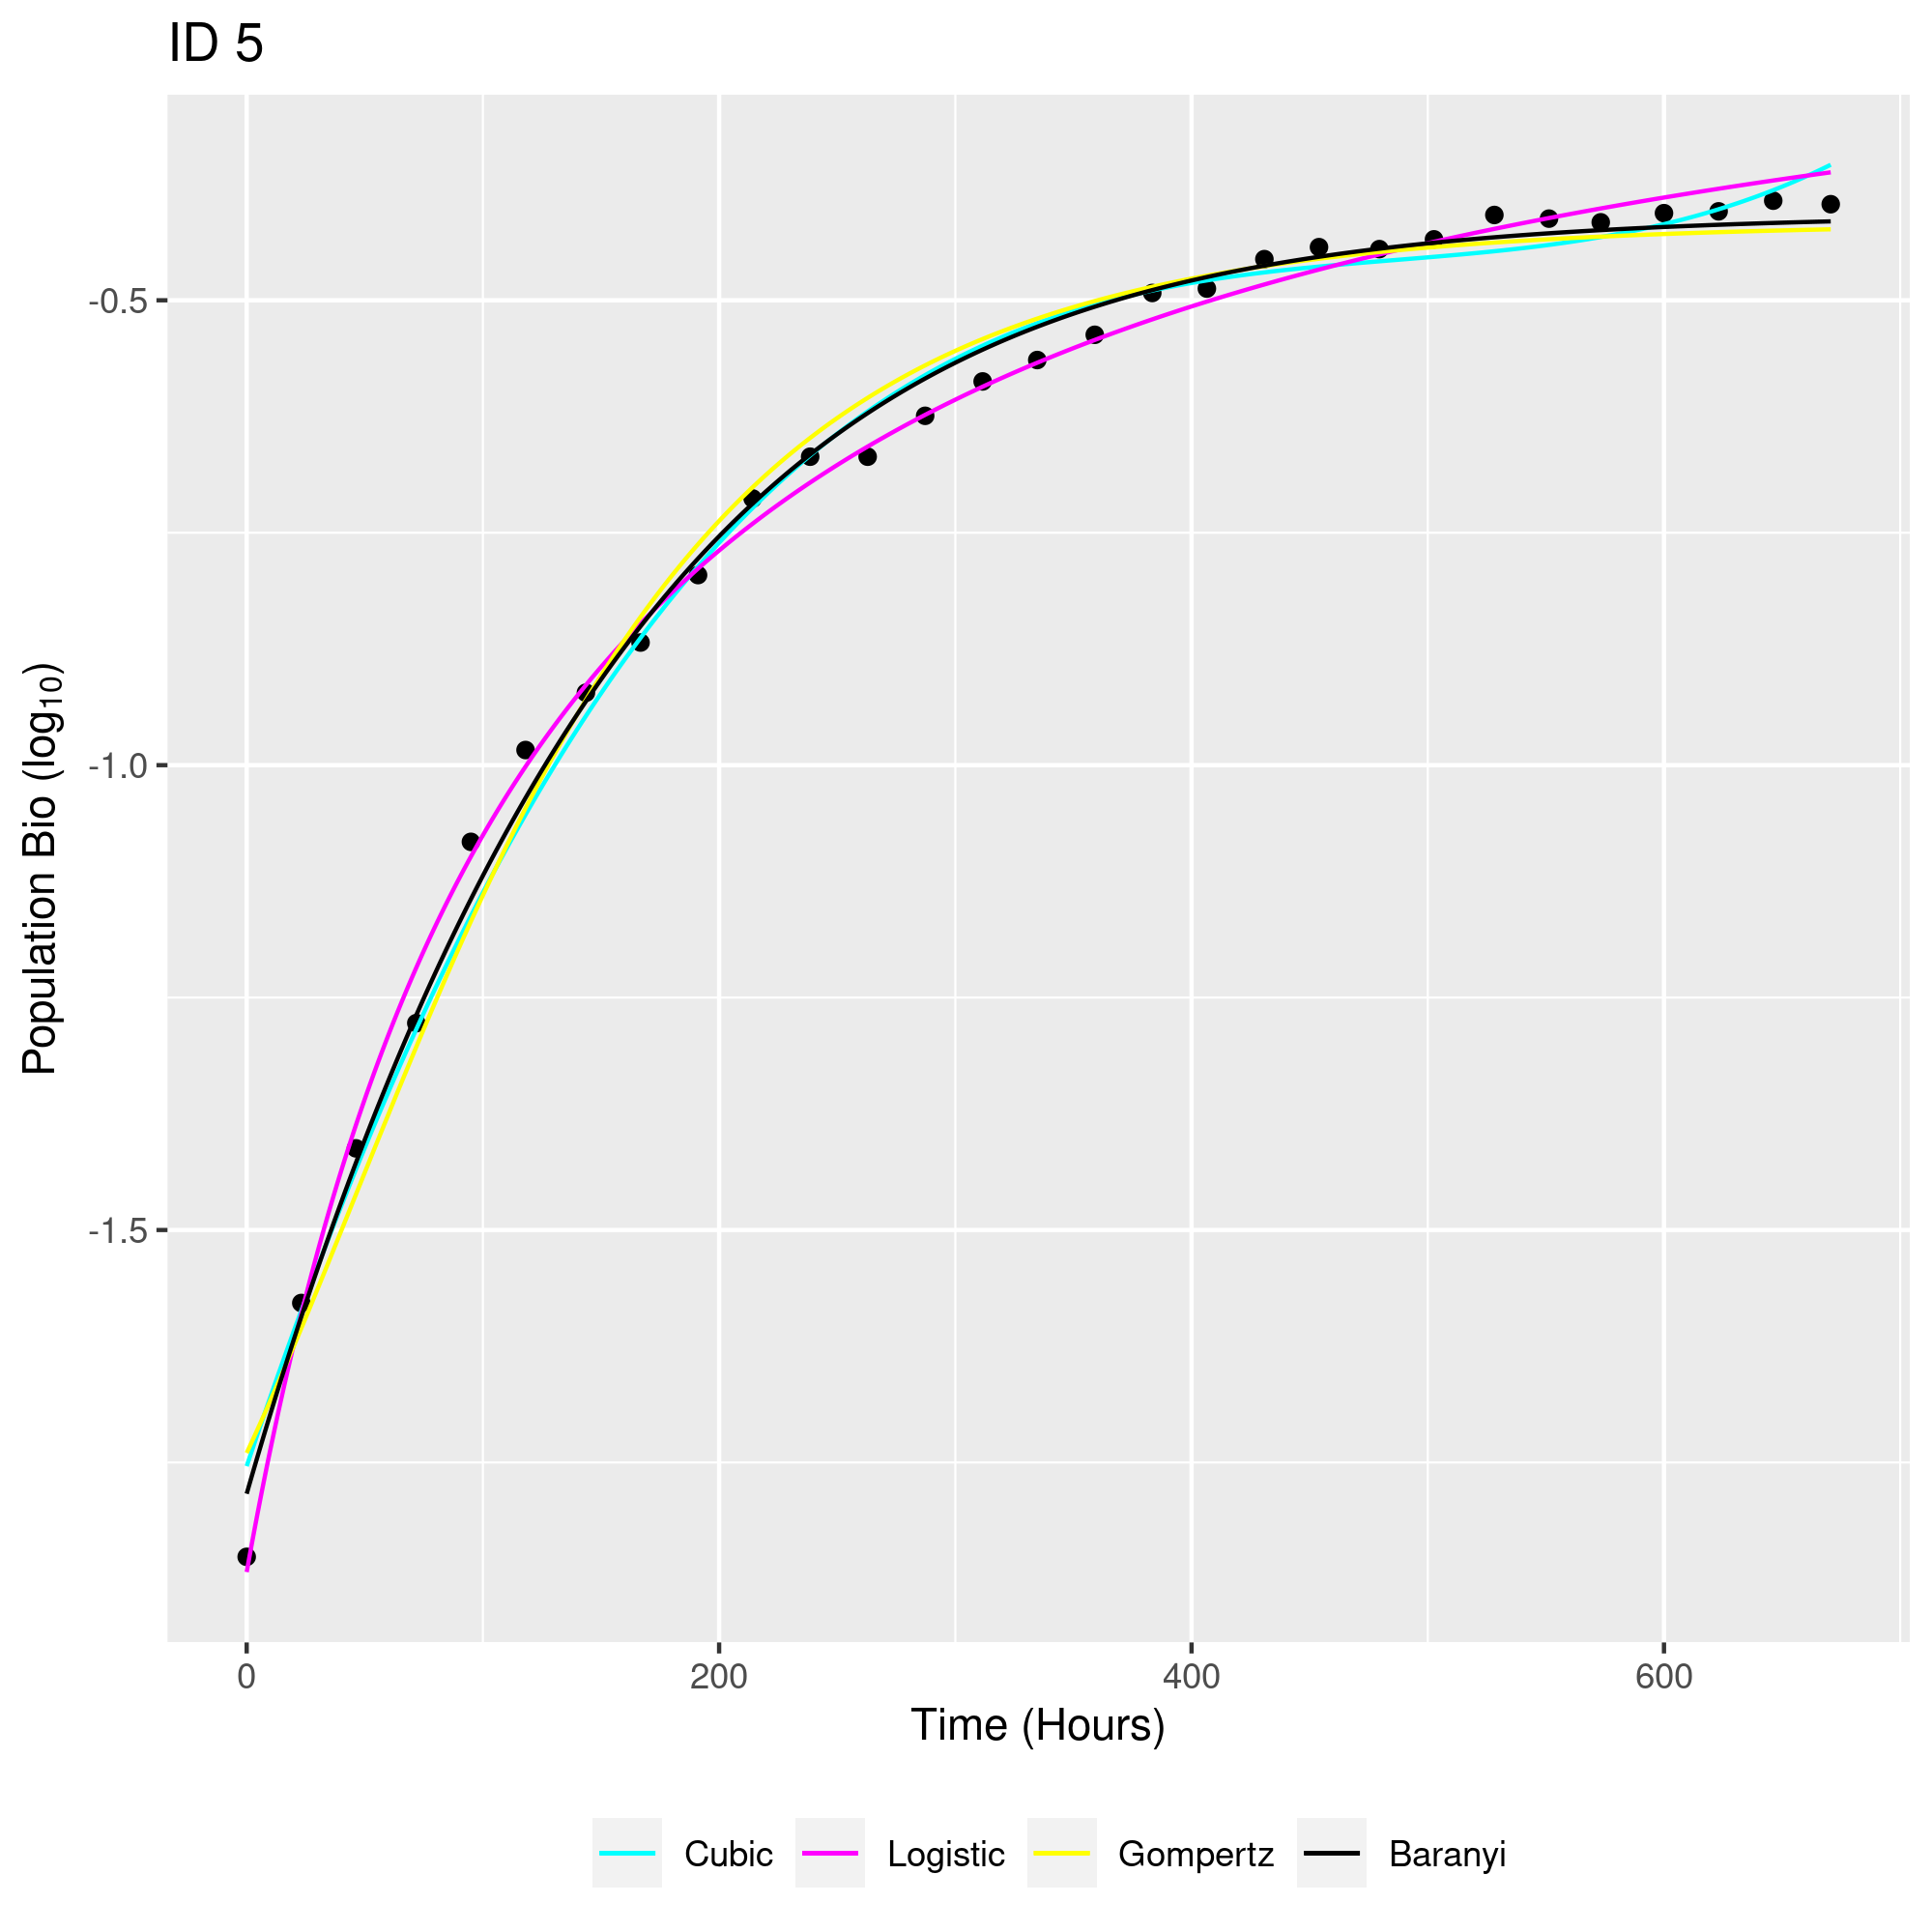 ID 5
Population Bio (log₁₀)
-0.5
-1.0
-1.5
0 200 400 600
Time (Hours)
Cubic Logistic Gompertz Baranyi